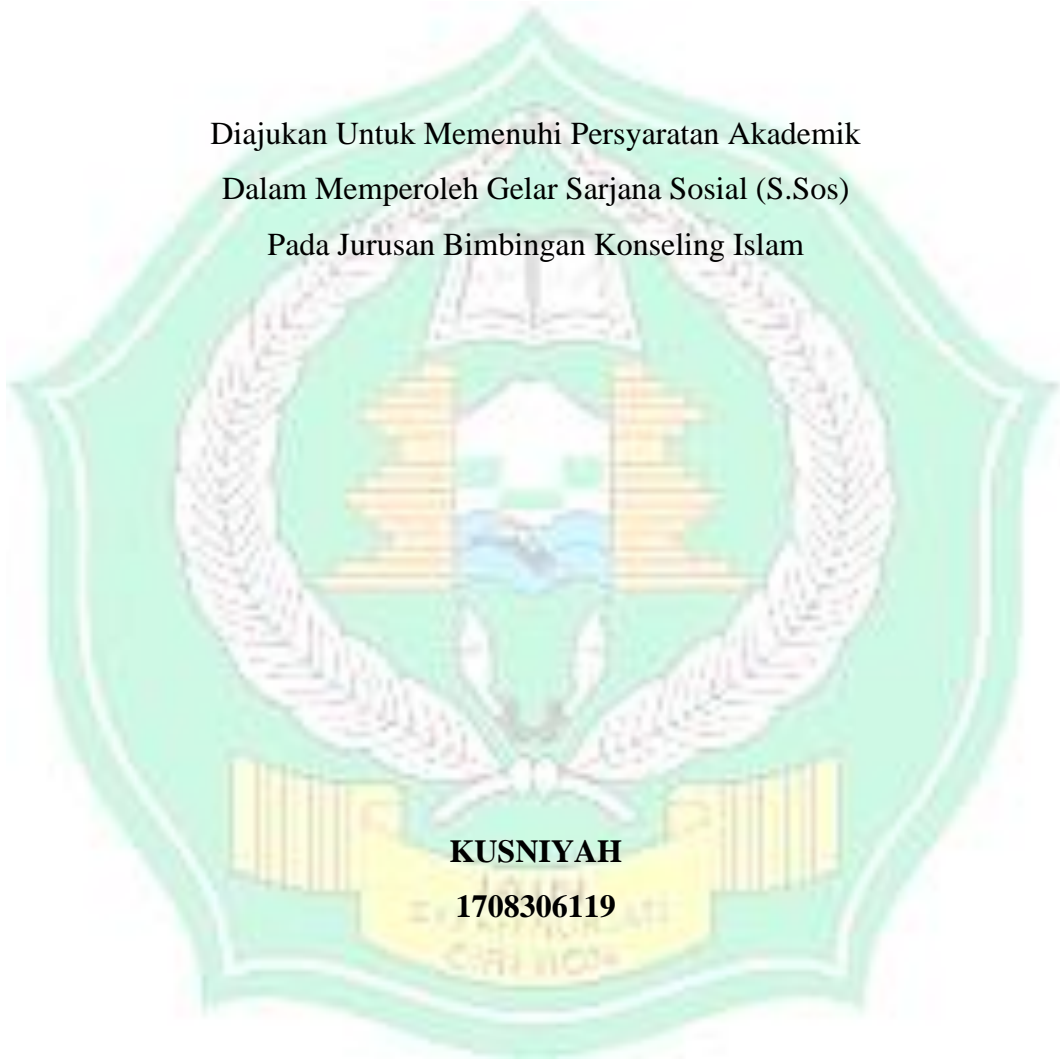 Diajukan Untuk Memenuhi Persyaratan Akademik
Dalam Memperoleh Gelar Sarjana Sosial (S.Sos)
Pada Jurusan Bimbingan Konseling Islam
KUSNIYAH
1708306119